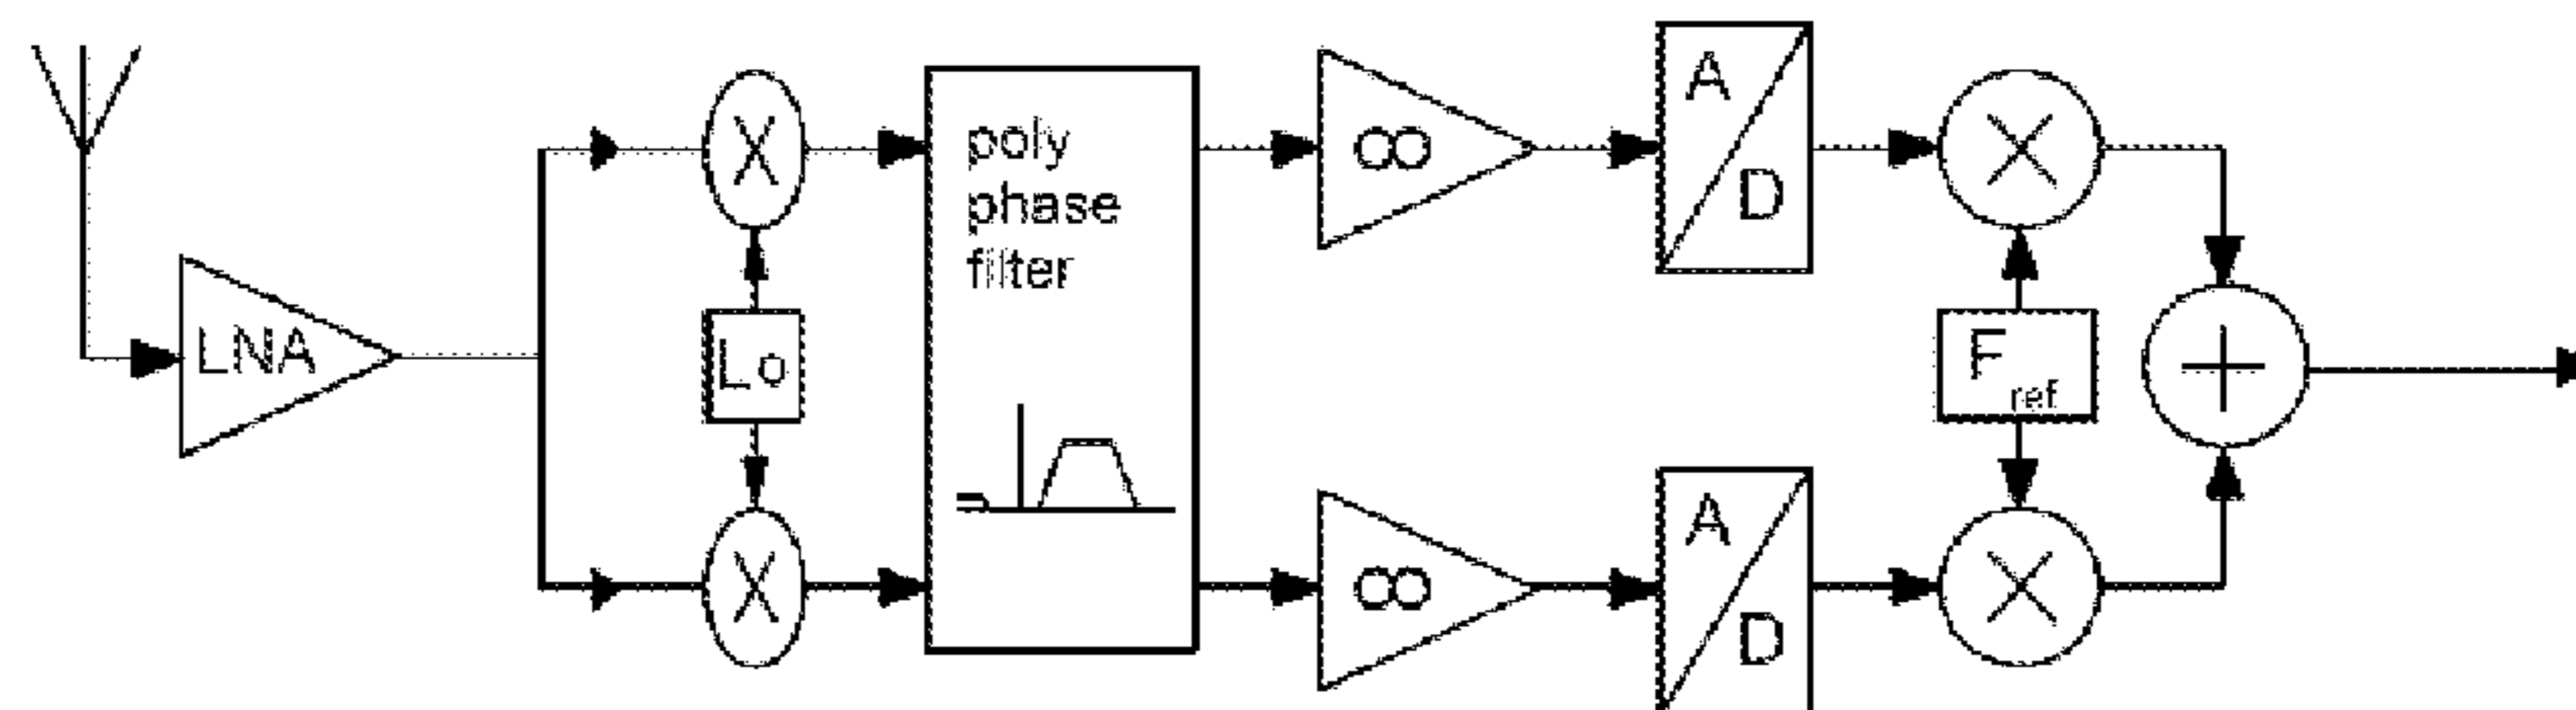 LNA
X
X
Lo
poly
phase
filter
∞
∞
A
D
A
D
F
ref